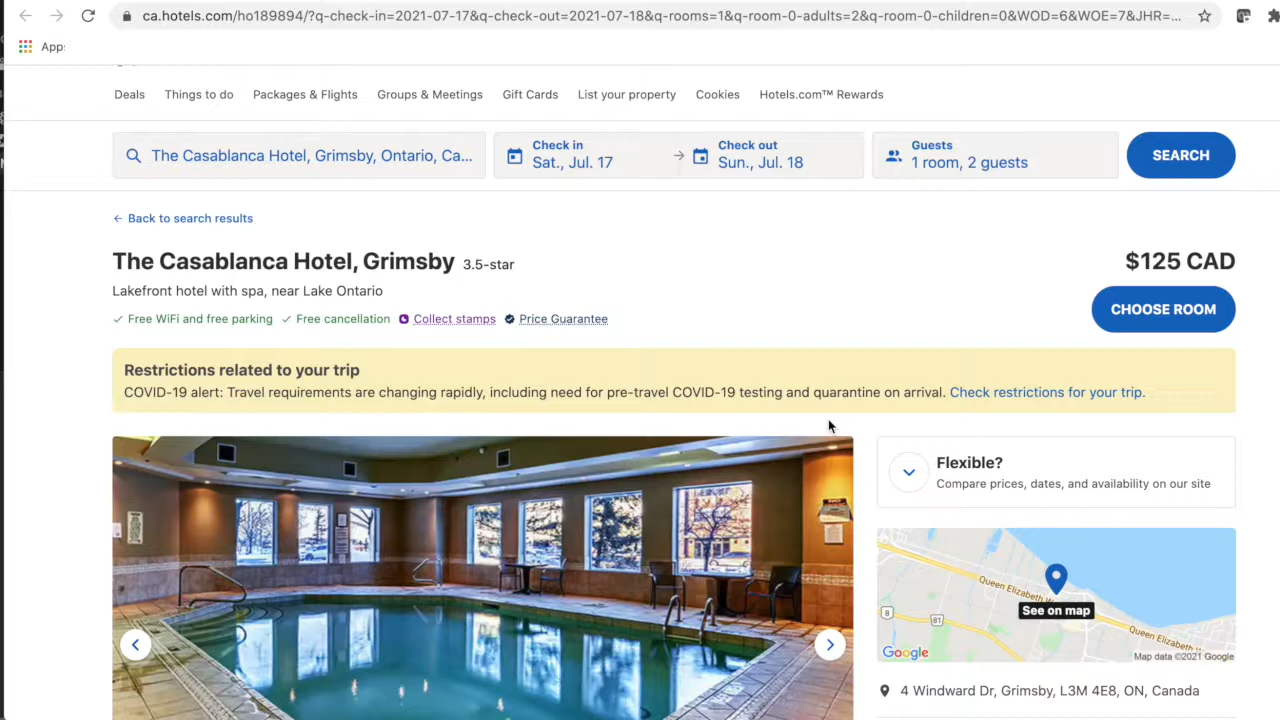 ca.hotels.com/ho189894/?q-check-in=2021-07-17&q-check-out=2021-07-18&q-rooms=1&q-room-0-adults=2&q-room-0-children=0&WOD=6&WOE=7&JHR=...
Apps
Deals Things to do Packages & Flights Groups & Meetings Gift Cards List your property Cookies Hotels.com™ Rewards
The Casablanca Hotel, Grimsby, Ontario, Ca...
Check in
Sat., Jul. 17
Check out
Sun., Jul. 18
Guests
1 room, 2 guests
SEARCH
Back to search results
The Casablanca Hotel, Grimsby 3.5-star
$125 CAD
Lakefront hotel with spa, near Lake Ontario
Free WiFi and free parking Free cancellation Collect stamps Price Guarantee
CHOOSE ROOM
Restrictions related to your trip
COVID-19 alert: Travel requirements are changing rapidly, including need for pre-travel COVID-19 testing and quarantine on arrival. Check restrictions for your trip.
Flexible?
Compare prices, dates, and availability on our site
Queen Elizabeth W
See on map
8
81
Queen Elizabeth Wa
Google
Map data ©2021 Google
4 Windward Dr, Grimsby, L3M 4E8, ON, Canada